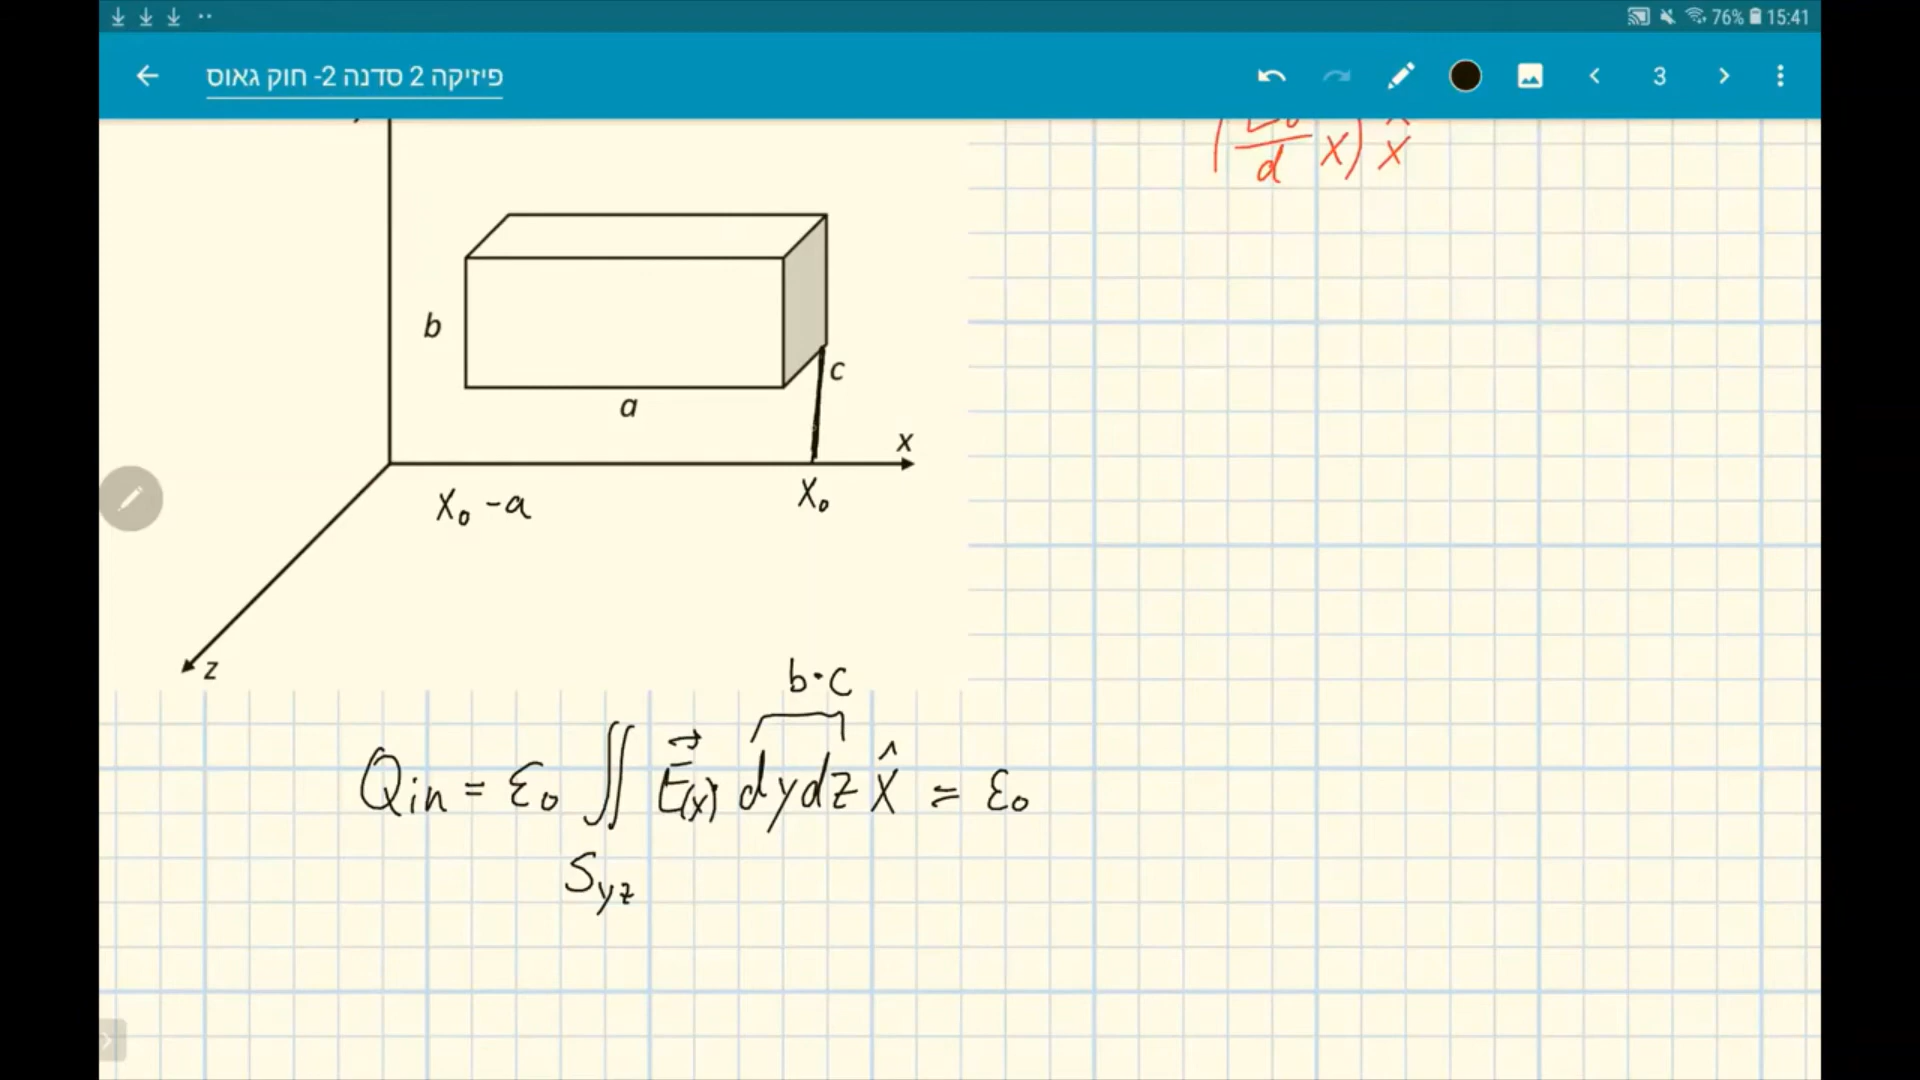 76% 15:41
פיזיקה 2 סדנה 2- חוק גאוס
3
d x) x̂
b
c
a
x
x₀ -a
x₀
z
b·c
Qin = ε₀ ∬ E⃗(x) dydz x̂ = ε₀
Syz